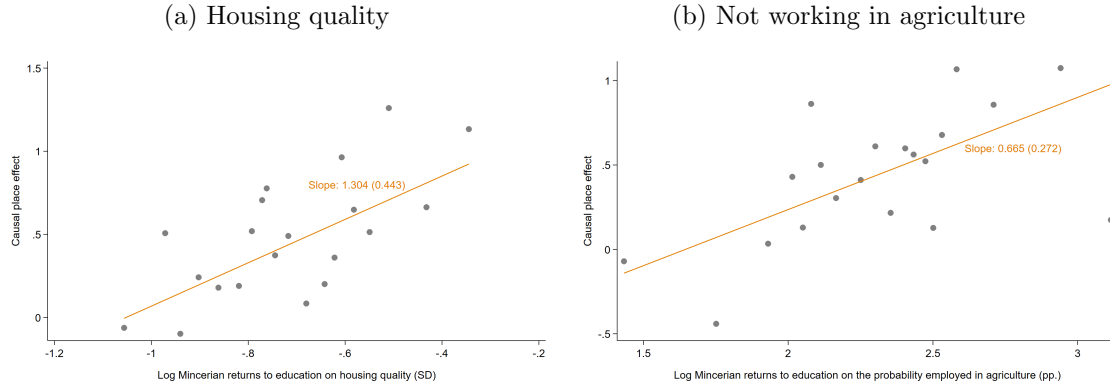 (a) Housing quality
1.5
1
.5
0
Causal place effect
Slope: 1.304 (0.443)
-1.2 -1 -.8 -.6 -.4 -.2
Log Mincerian returns to education on housing quality (SD)
(b) Not working in agriculture
1
.5
0
-.5
Causal place effect
Slope: 0.665 (0.272)
1.5 2 2.5 3
Log Mincerian returns to education on the probability employed in agriculture (pp.)